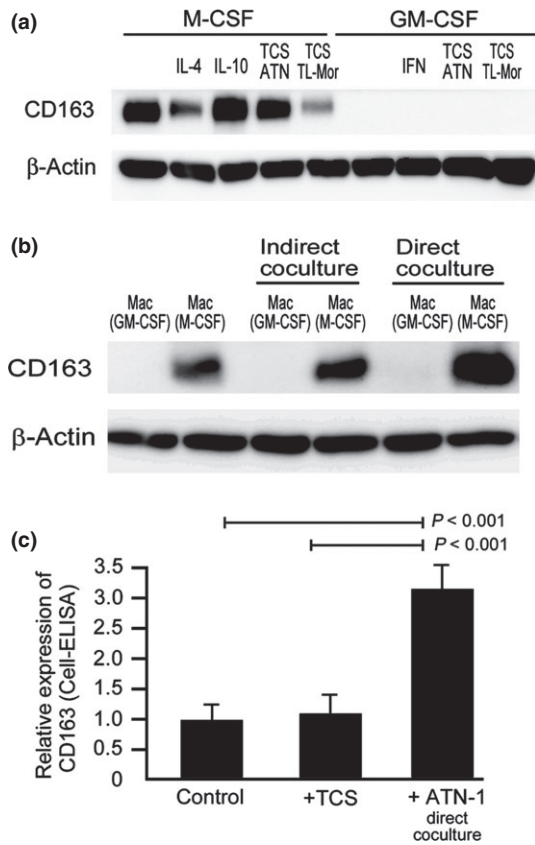 (a)
M-CSF GM-CSF
IL-4 IL-10 TCS ATN TCS TL-Mor IFN TCS ATN TCS TL-Mor
CD163
β-Actin
(b)
Indirect coculture Direct coculture
Mac (GM-CSF) Mac (M-CSF) Mac (GM-CSF) Mac (M-CSF) Mac (GM-CSF) Mac (M-CSF)
CD163
β-Actin
(c)
P < 0.001
P < 0.001
Relative expression of
CD163 (Cell-ELISA)
3.5
3.0
2.5
2.0
1.5
1.0
0.5
0
Control +TCS + ATN-1
direct
coculture